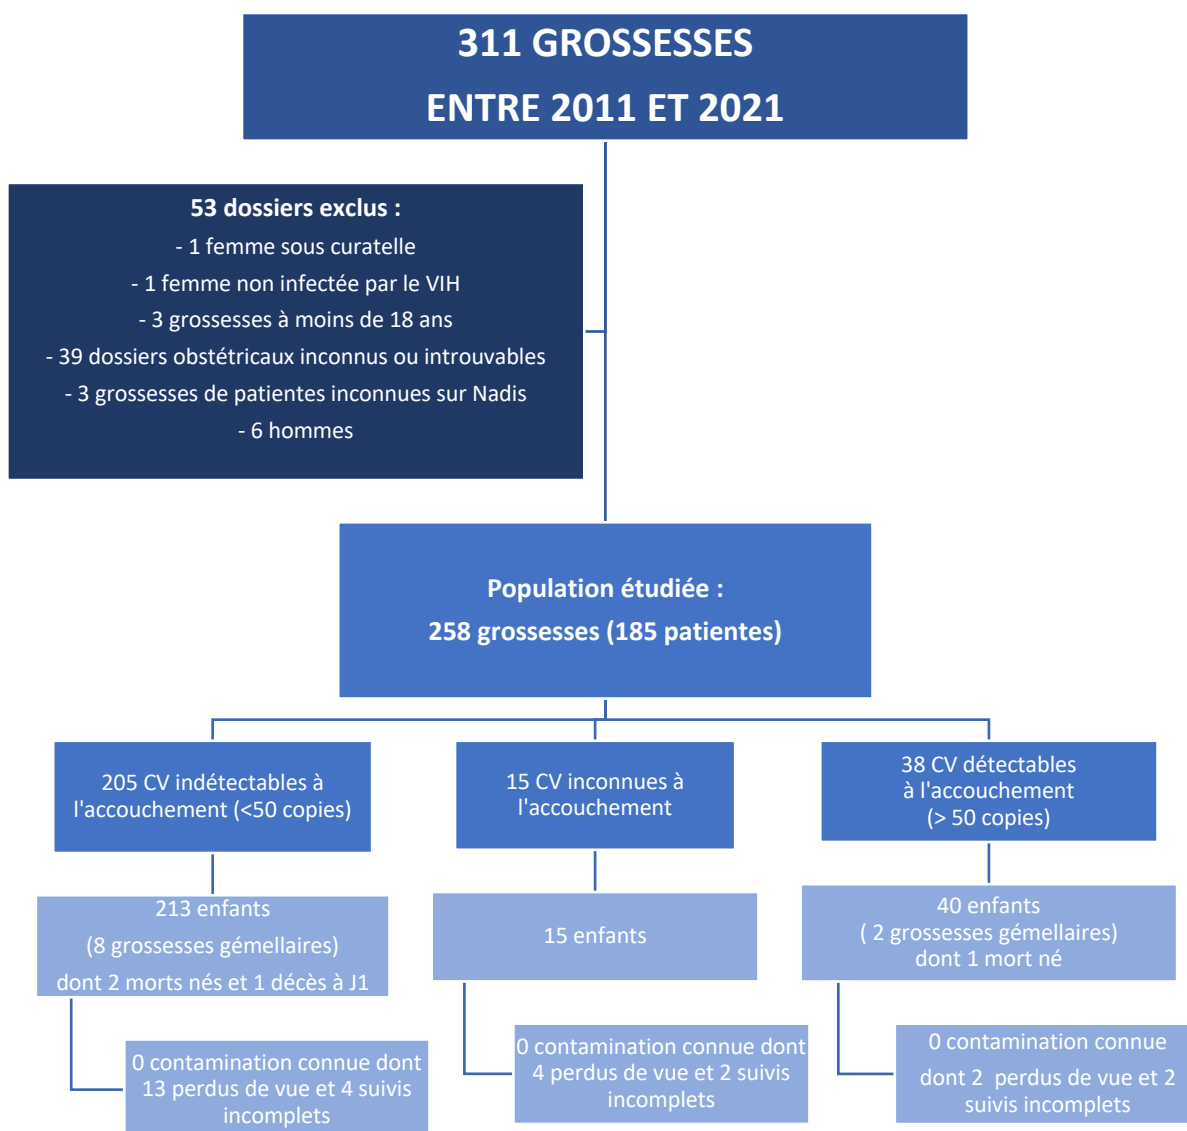 311 GROSSESSES
ENTRE 2011 ET 2021
53 dossiers exclus :
- 1 femme sous curatelle
- 1 femme non infectée par le VIH
- 3 grossesses à moins de 18 ans
- 39 dossiers obstétricaux inconnus ou introuvables
- 3 grossesses de patientes inconnues sur Nadis
- 6 hommes
Population étudiée :
258 grossesses (185 patientes)
205 CV indétectables à
l'accouchement (<50 copies)
15 CV inconnues à
l'accouchement
38 CV détectables
à l'accouchement
(> 50 copies)
213 enfants
(8 grossesses gémellaires)
dont 2 morts nés et 1 décès à J1
15 enfants
40 enfants
( 2 grossesses gémellaires)
dont 1 mort né
0 contamination connue dont
13 perdus de vue et 4 suivis
incomplets
0 contamination connue dont
4 perdus de vue et 2 suivis
incomplets
0 contamination connue
dont 2 perdus de vue et 2
suivis incomplets